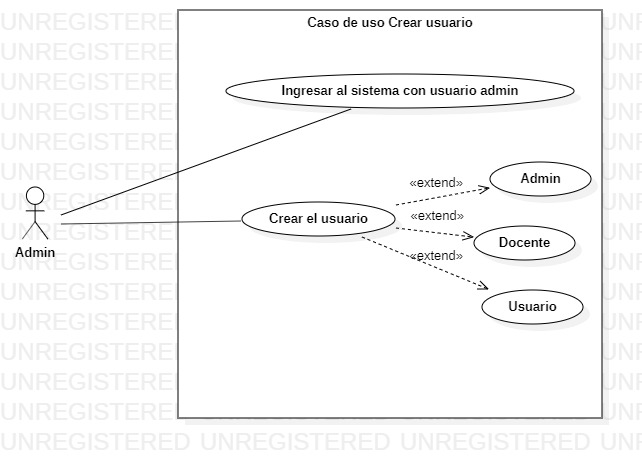 Caso de uso Crear usuario
Ingresar al sistema con usuario admin
«extend»
Admin
Crear el usuario
«extend»
Docente
Admin
«extend»
Usuario
UNREGISTERED UNREGISTERED UNREGISTERED